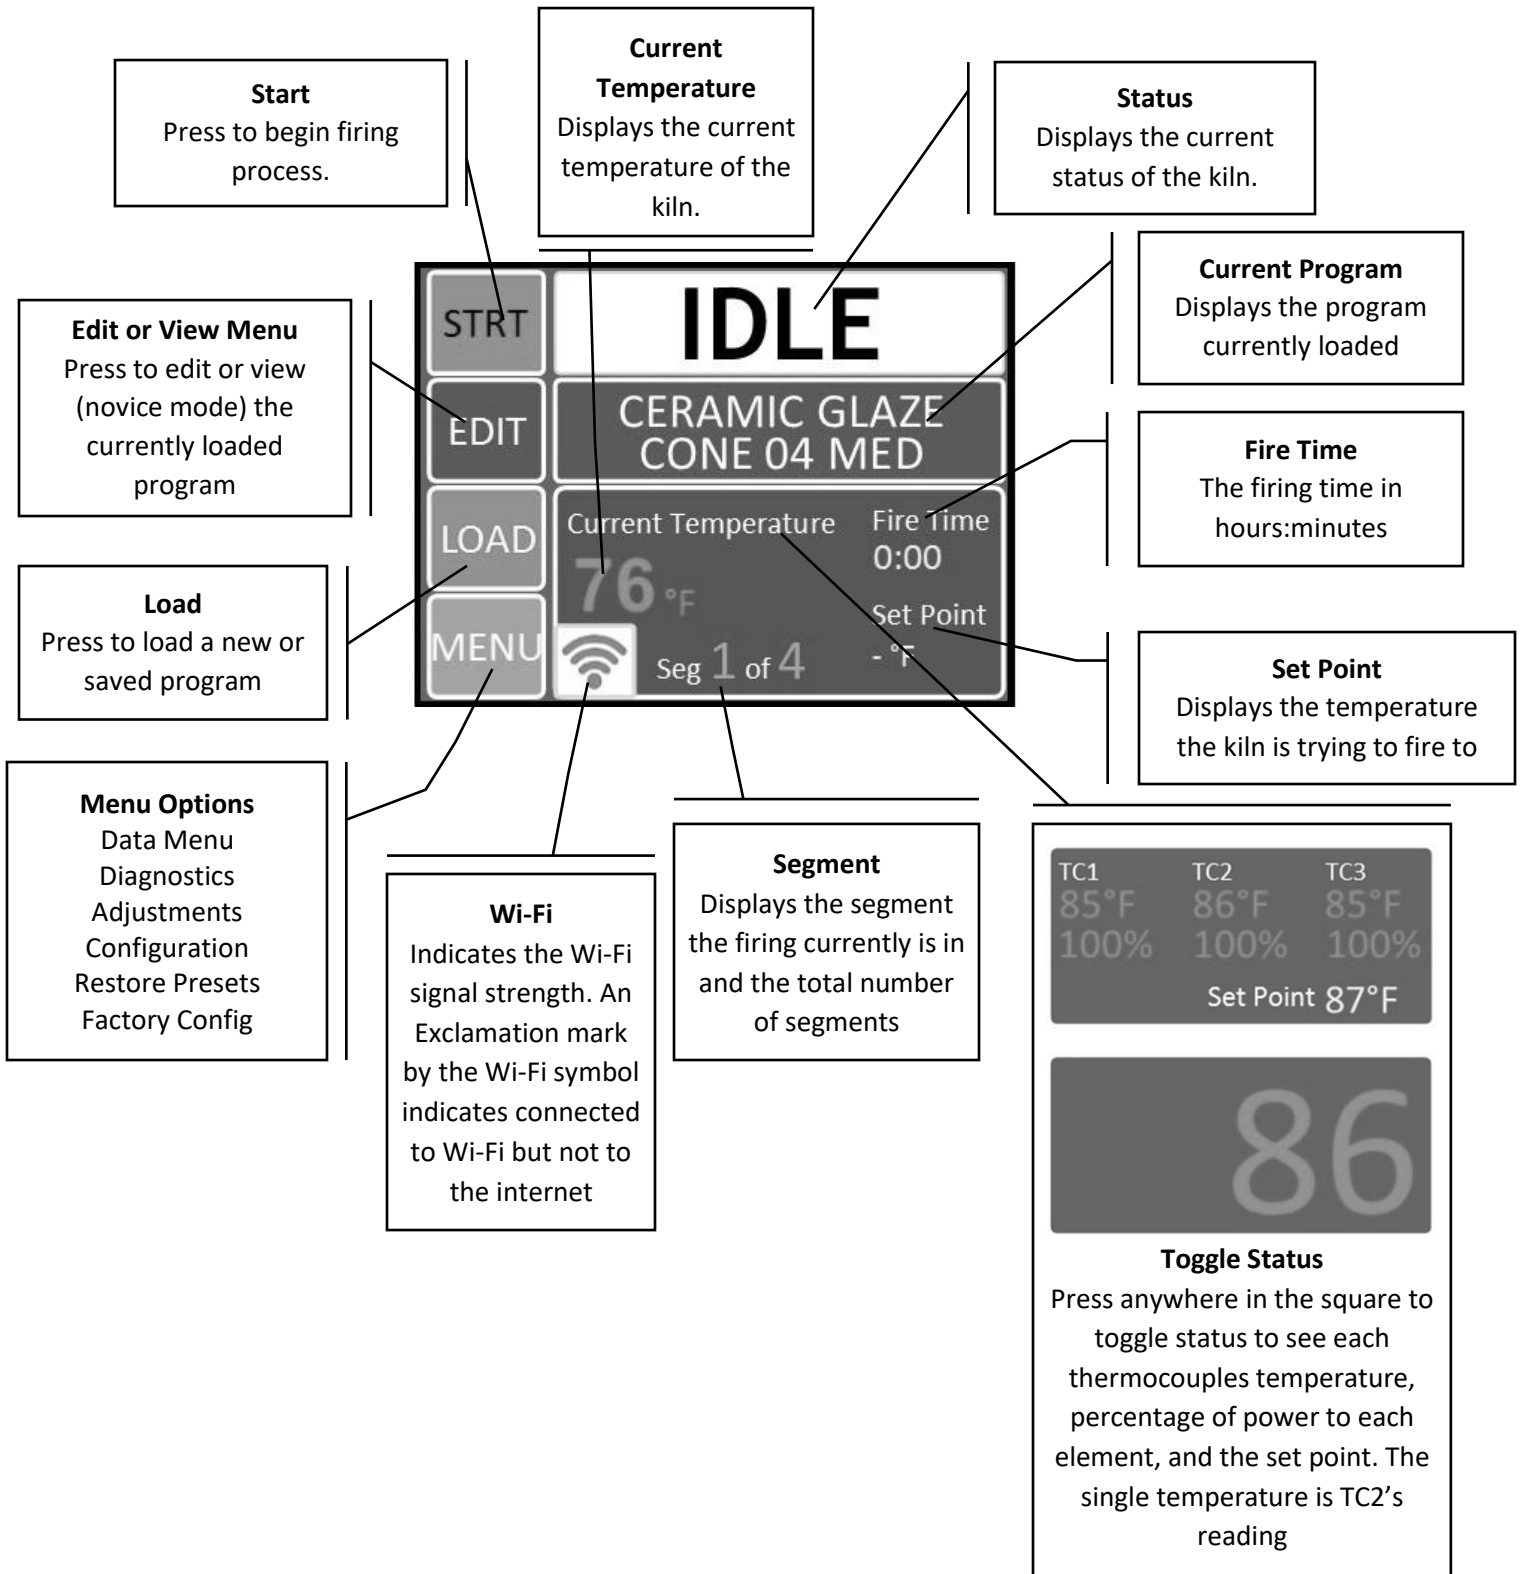 Start
Press to begin firing
process.
Current
Temperature
Displays the current
temperature of the
kiln.
Status
Displays the current
status of the kiln.
Edit or View Menu
Press to edit or view
(novice mode) the
currently loaded
program
Current Program
Displays the program
currently loaded
STRT
IDLE
EDIT
CERAMIC GLAZE
CONE 04 MED
LOAD
Current Temperature
76 °F
Fire Time
0:00
Set Point
- °F
MENU
Seg 1 of 4
Fire Time
The firing time in
hours:minutes
Load
Press to load a new or
saved program
Set Point
Displays the temperature
the kiln is trying to fire to
Menu Options
Data Menu
Diagnostics
Adjustments
Configuration
Restore Presets
Factory Config
Wi-Fi
Indicates the Wi-Fi
signal strength. An
Exclamation mark
by the Wi-Fi symbol
indicates connected
to Wi-Fi but not to
the internet
Segment
Displays the segment
the firing currently is in
and the total number
of segments
TC1 TC2 TC3
85°F 86°F 85°F
100% 100% 100%
Set Point 87°F
86
Toggle Status
Press anywhere in the square to
toggle status to see each
thermocouples temperature,
percentage of power to each
element, and the set point. The
single temperature is TC2’s
reading